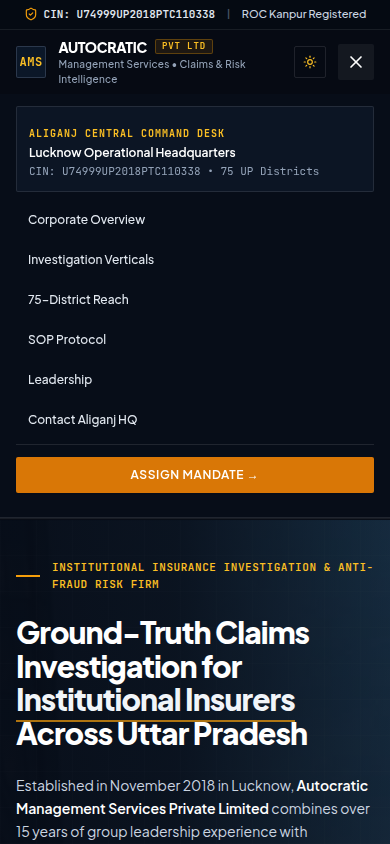 CIN: U74999UP2018PTC110338 | ROC Kanpur Registered
AMS
AUTOCRATIC PVT LTD
Management Services • Claims & Risk
Intelligence
ALIGANJ CENTRAL COMMAND DESK
Lucknow Operational Headquarters
CIN: U74999UP2018PTC110338 • 75 UP Districts
Corporate Overview
Investigation Verticals
75-District Reach
SOP Protocol
Leadership
Contact Aliganj HQ
ASSIGN MANDATE →
INSTITUTIONAL INSURANCE INVESTIGATION & ANTI-
FRAUD RISK FIRM
Ground-Truth Claims
Investigation for
Institutional Insurers
Across Uttar Pradesh
Established in November 2018 in Lucknow, Autocratic
Management Services Private Limited combines over
15 years of group leadership experience with